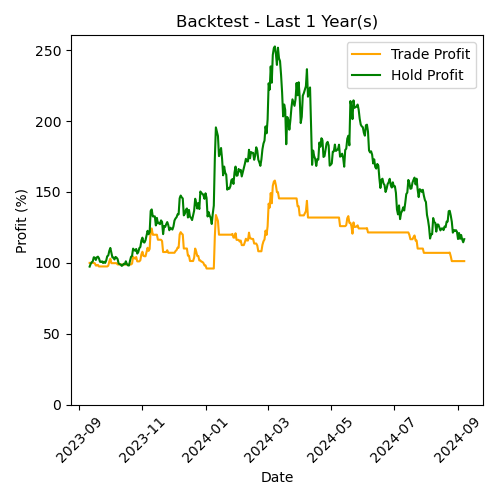 Backtest - Last 1 Year(s)
Trade Profit
Hold Profit
Profit (%)
250
200
150
100
50
0
2023-09
2023-11
2024-01
2024-03
2024-05
2024-07
2024-09
Date